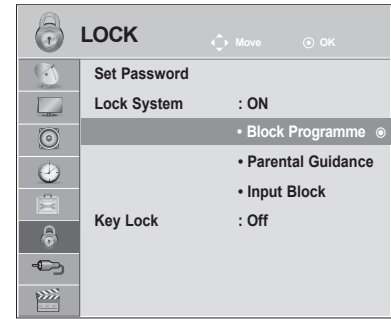 LOCK
Move OK
Set Password
Lock System : ON
• Block Programme
• Parental Guidance
• Input Block
Key Lock : Off